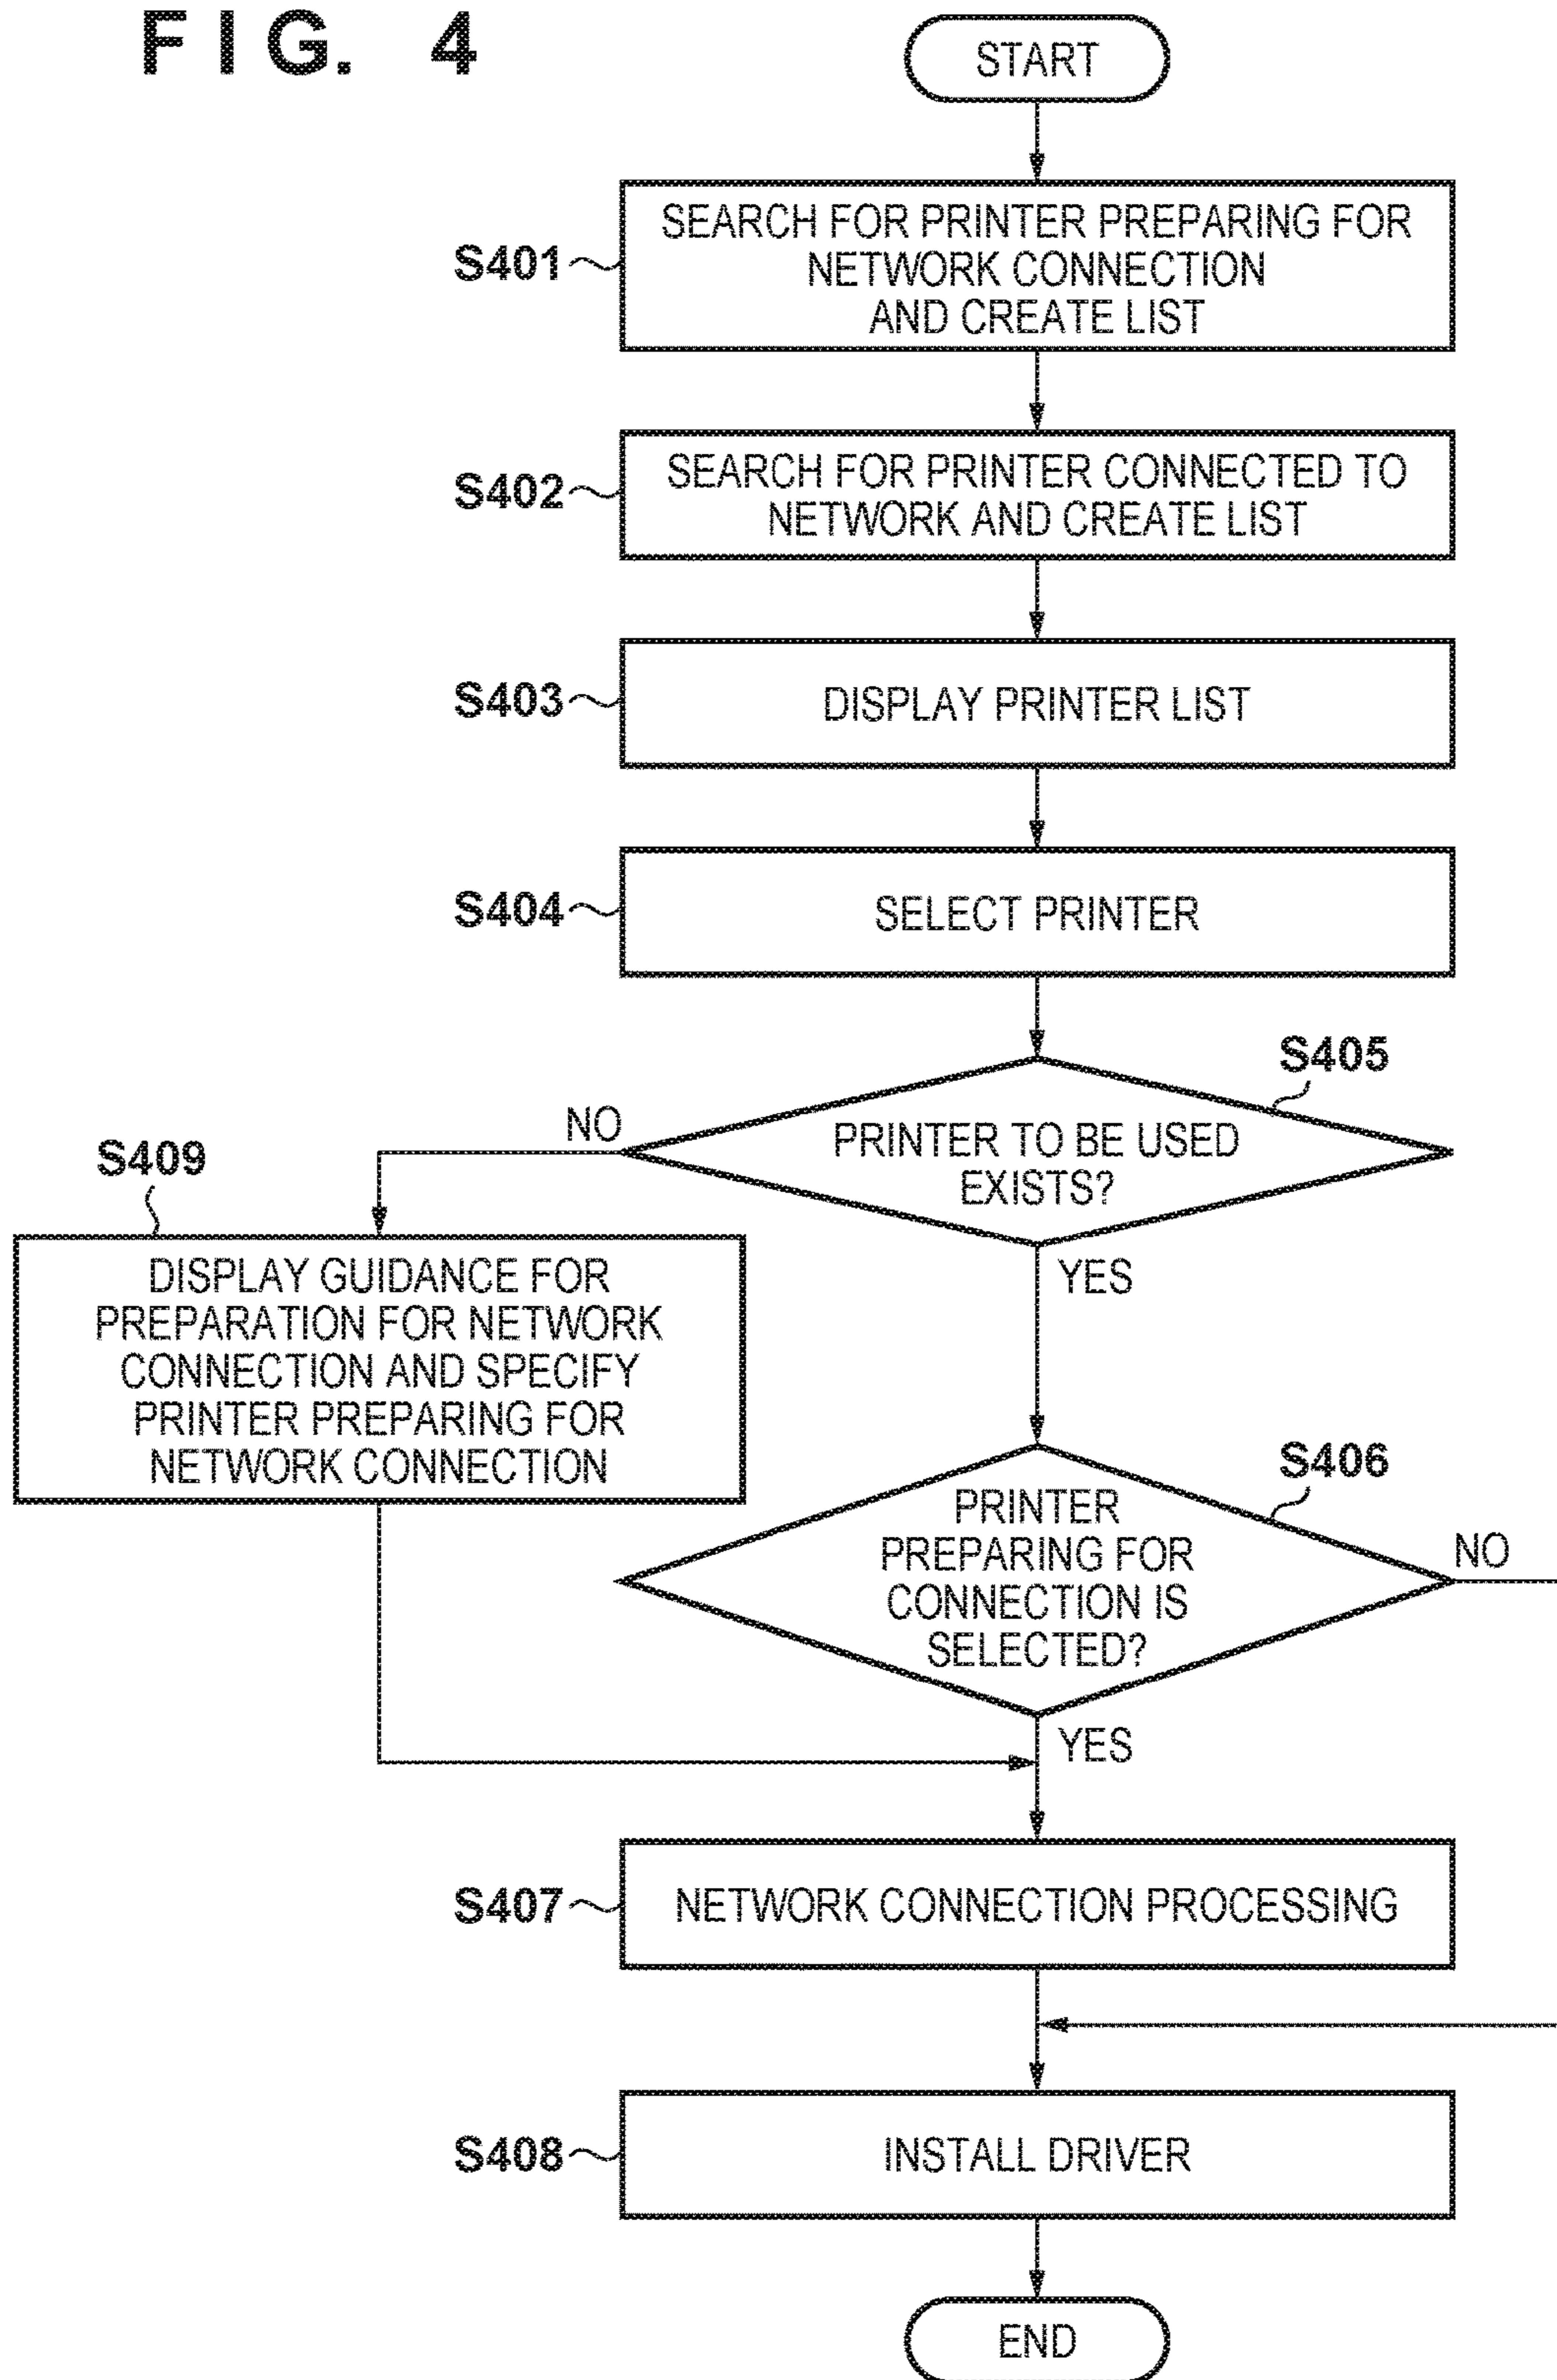 FIG. 4
START
S401
SEARCH FOR PRINTER PREPARING FOR
NETWORK CONNECTION
AND CREATE LIST
S402
SEARCH FOR PRINTER CONNECTED TO
NETWORK AND CREATE LIST
S403
DISPLAY PRINTER LIST
S404
SELECT PRINTER
S405
PRINTER TO BE USED
EXISTS?
NO
YES
S409
DISPLAY GUIDANCE FOR
PREPARATION FOR NETWORK
CONNECTION AND SPECIFY
PRINTER PREPARING FOR
NETWORK CONNECTION
S406
PRINTER
PREPARING FOR
CONNECTION IS
SELECTED?
NO
YES
S407
NETWORK CONNECTION PROCESSING
S408
INSTALL DRIVER
END